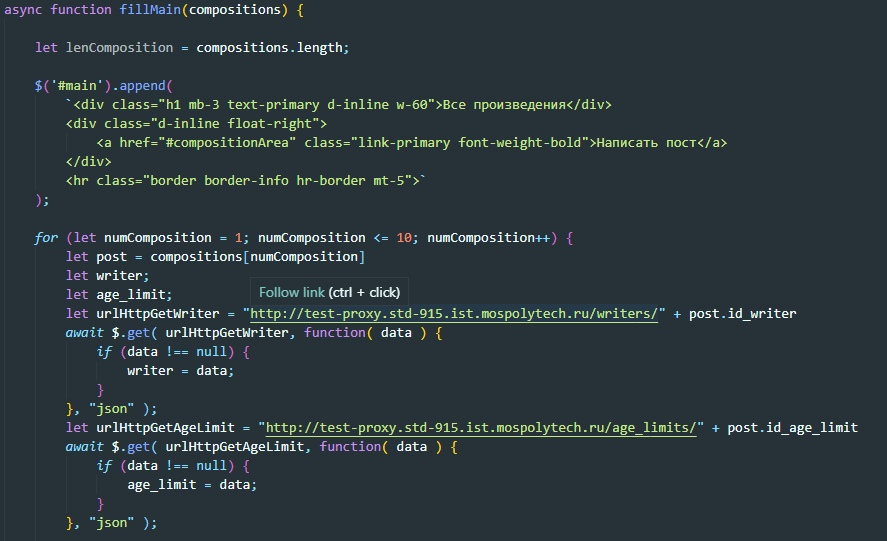 async function fillMain(compositions) {
let lenComposition = compositions.length;
$('#main').append(
`<div class="h1 mb-3 text-primary d-inline w-60">Все произведения</div>
<div class="d-inline float-right">
<a href="#compositionArea" class="link-primary font-weight-bold">Написать пост</a>
</div>
<hr class="border border-info hr-border mt-5">`
);
for (let numComposition = 1; numComposition <= 10; numComposition++) {
let post = compositions[numComposition]
let writer;
let age_limit;
Follow link (ctrl + click)
let urlHttpGetWriter = "http://test-proxy.std-915.ist.mospolytech.ru/writers/" + post.id_writer
await $.get( urlHttpGetWriter, function( data ) {
if (data !== null) {
writer = data;
}
}, "json" );
let urlHttpGetAgeLimit = "http://test-proxy.std-915.ist.mospolytech.ru/age_limits/" + post.id_age_limit
await $.get( urlHttpGetAgeLimit, function( data ) {
if (data !== null) {
age_limit = data;
}
}, "json" );